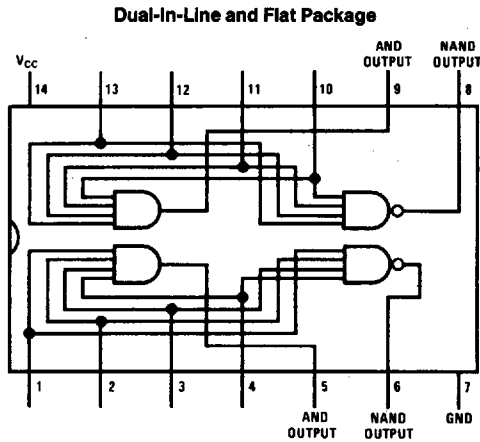 Dual-In-Line and Flat Package
AND OUTPUT
NAND OUTPUT
VCC
14 13 12 11 10 9 8
1 2 3 4 5 6 7
AND OUTPUT
NAND OUTPUT
GND